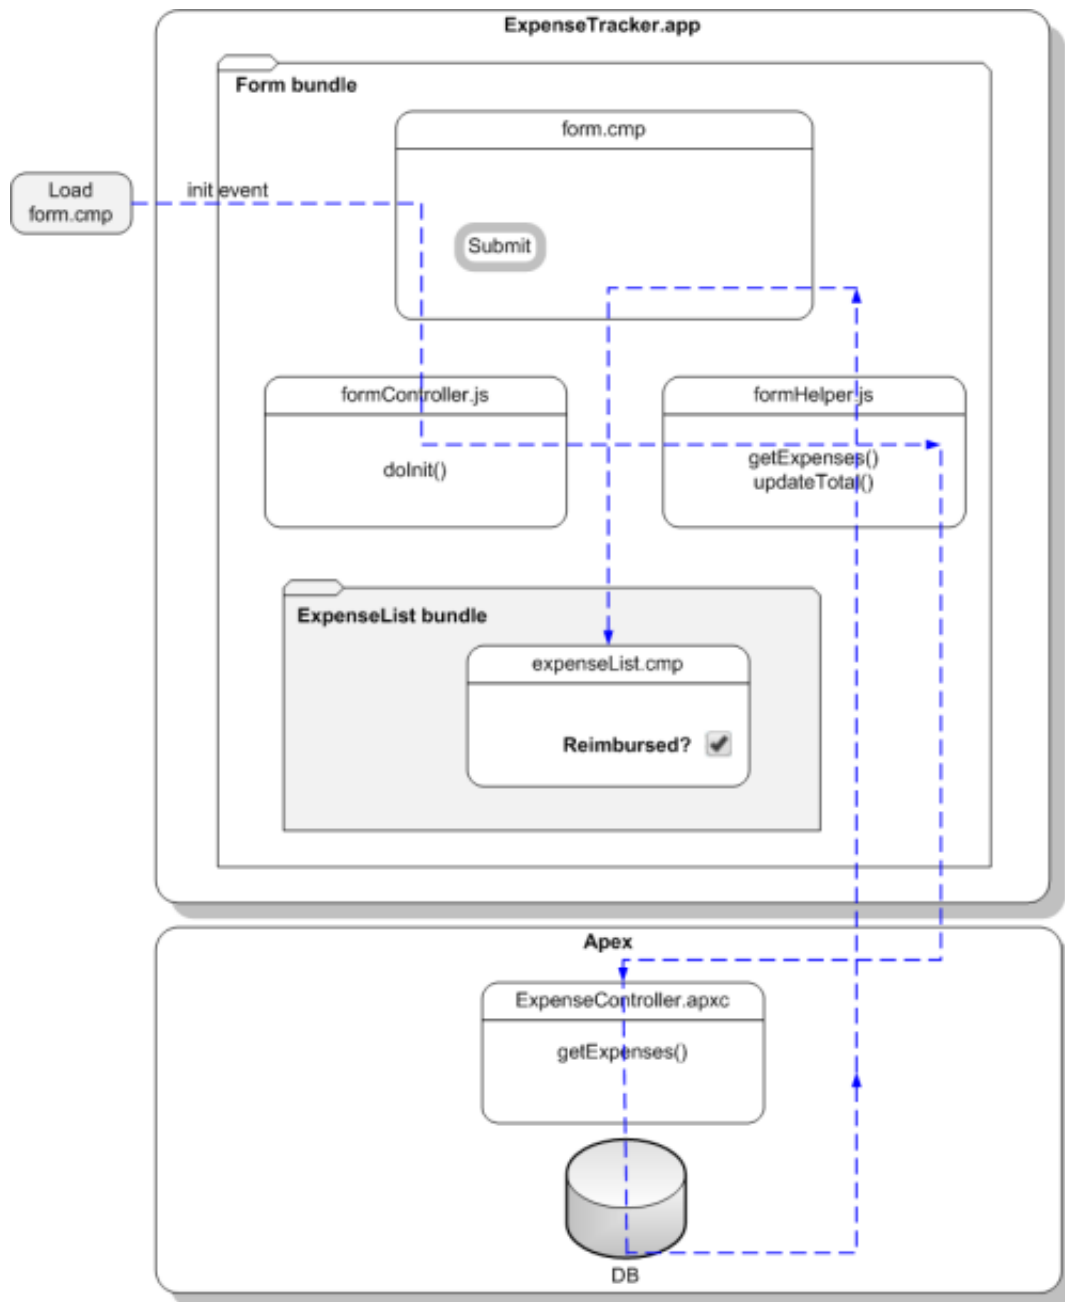 ExpenseTracker.app
Form bundle
form.cmp
Load
form.cmp
init event
Submit
formController.js
doInit()
formHelper.js
getExpenses()
updateTotal()
ExpenseList bundle
expenseList.cmp
Reimbursed?
Apex
ExpenseController.apxc
getExpenses()
DB